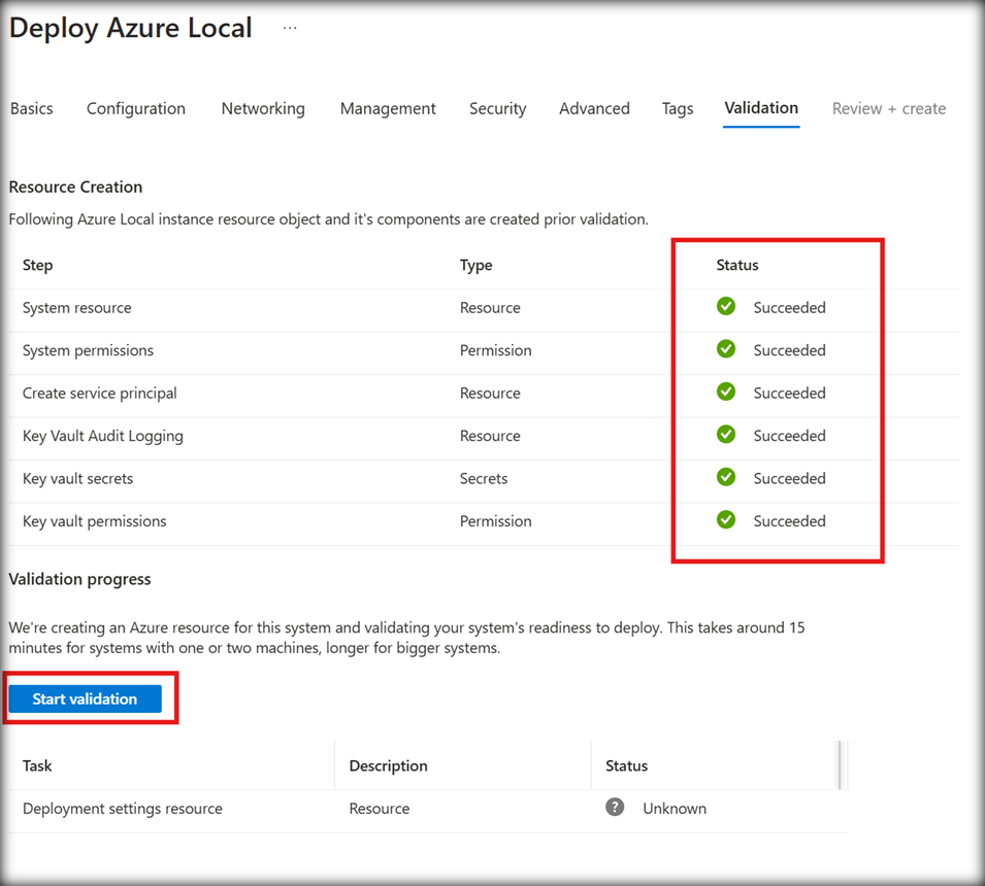 Deploy Azure Local ...
Basics Configuration Networking Management Security Advanced Tags Validation Review + create
Resource Creation
Following Azure Local instance resource object and it's components are created prior validation.
Step Type Status
System resource Resource Succeeded
System permissions Permission Succeeded
Create service principal Resource Succeeded
Key Vault Audit Logging Resource Succeeded
Key vault secrets Secrets Succeeded
Key vault permissions Permission Succeeded
Validation progress
We're creating an Azure resource for this system and validating your system's readiness to deploy. This takes around 15
minutes for systems with one or two machines, longer for bigger systems.
Start validation
Task Description Status
Deployment settings resource Resource ? Unknown